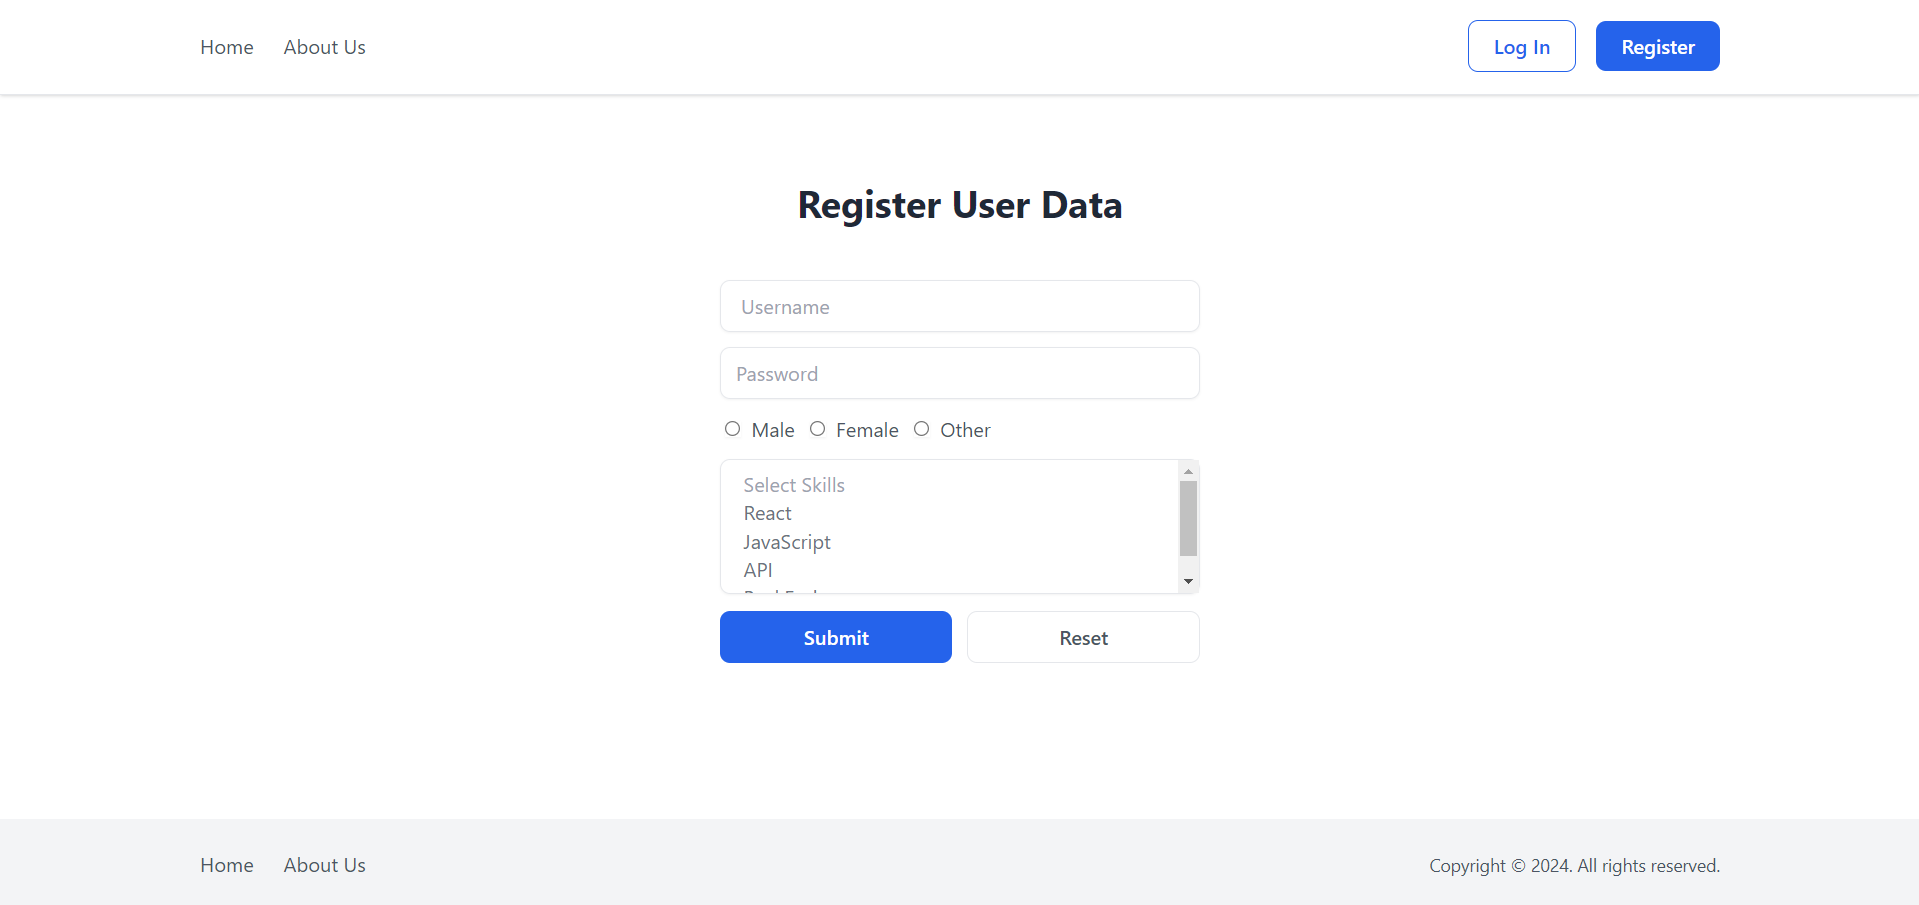 Home About Us Log In Register
Register User Data
Username
Password
Male Female Other
Select Skills
React
JavaScript
API
Submit Reset
Home About Us Copyright © 2024. All rights reserved.